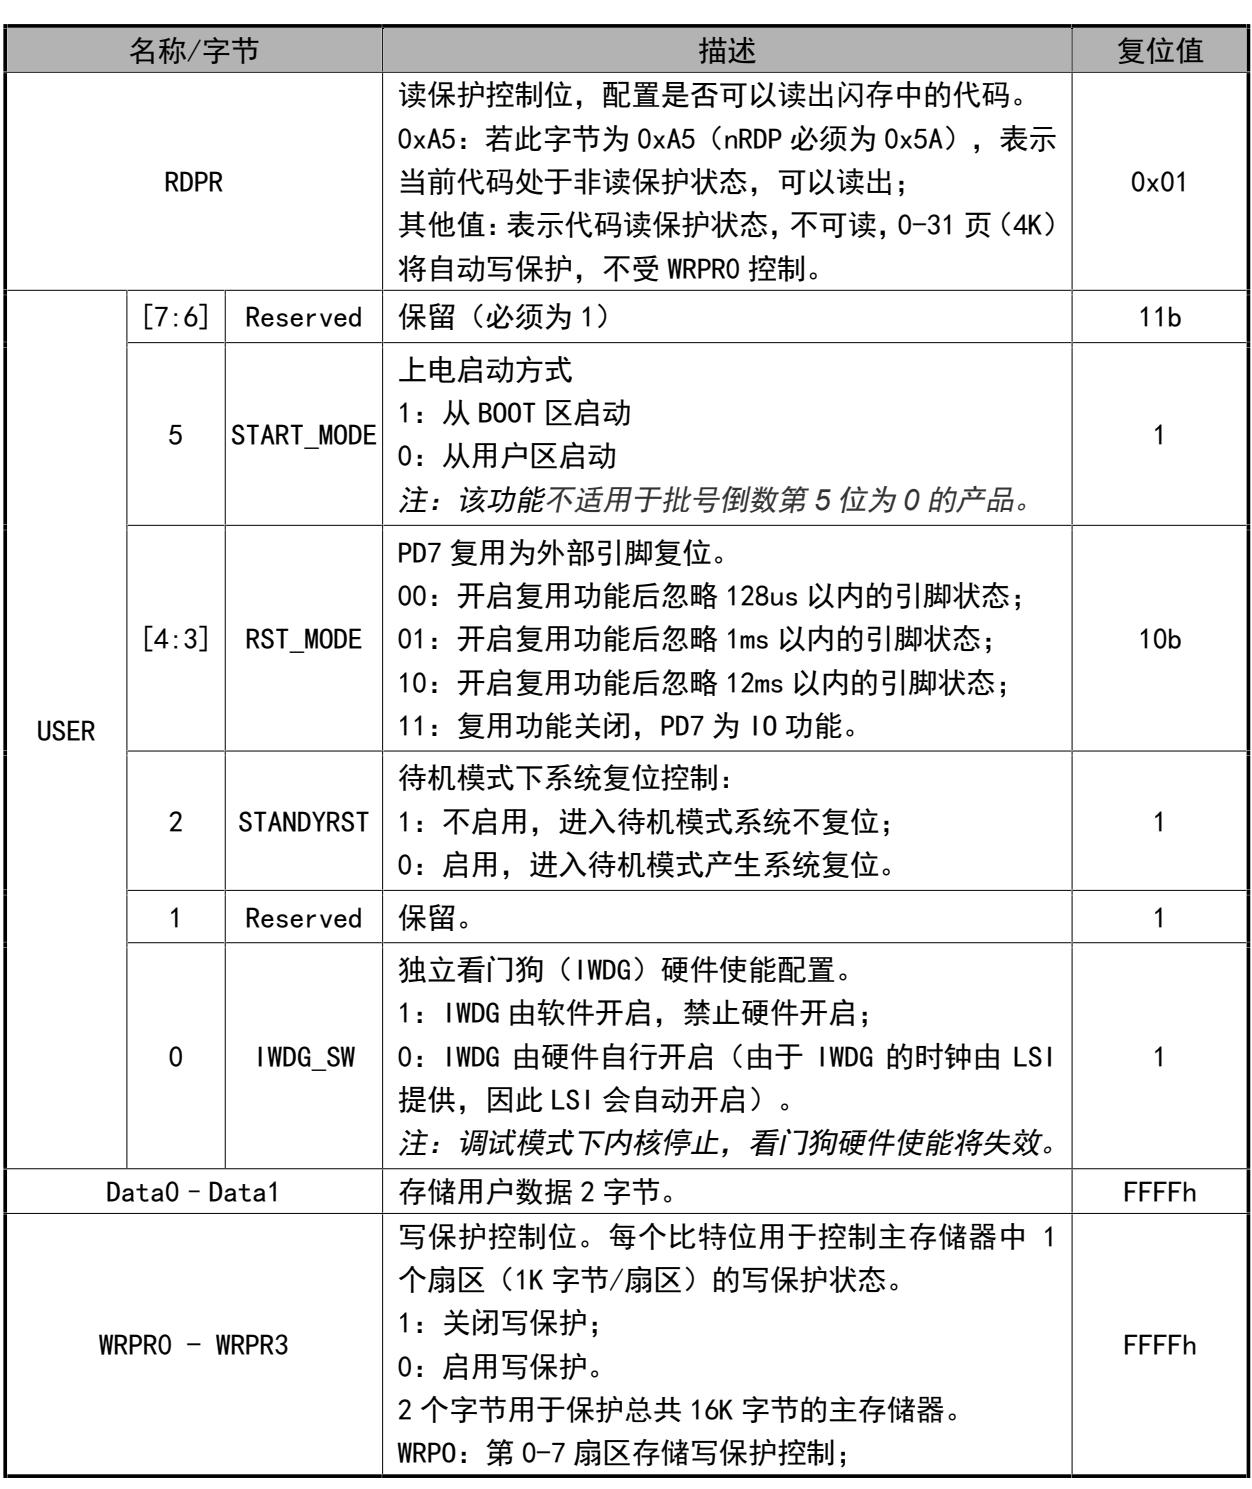 名称/字节 描述 复位值
RDPR
读保护控制位，配置是否可以读出闪存中的代码。
0xA5：若此字节为 0xA5（nRDP 必须为 0x5A），表示
当前代码处于非读保护状态，可以读出；
其他值：表示代码读保护状态，不可读，0-31 页（4K）
将自动写保护，不受 WRPR0 控制。
0x01
USER
[7:6] Reserved 保留（必须为 1） 11b
5 START_MODE
上电启动方式
1：从 BOOT 区启动
0：从用户区启动
注：该功能不适用于批号倒数第 5 位为 0 的产品。
1
[4:3] RST_MODE
PD7 复用为外部引脚复位。
00：开启复用功能后忽略 128us 以内的引脚状态；
01：开启复用功能后忽略 1ms 以内的引脚状态；
10：开启复用功能后忽略 12ms 以内的引脚状态；
11：复用功能关闭，PD7 为 IO 功能。
10b
2 STANDYRST
待机模式下系统复位控制：
1：不启用，进入待机模式系统不复位；
0：启用，进入待机模式产生系统复位。
1
1 Reserved 保留。 1
0 IWDG_SW
独立看门狗（IWDG）硬件使能配置。
1：IWDG 由软件开启，禁止硬件开启；
0：IWDG 由硬件自行开启（由于 IWDG 的时钟由 LSI
提供，因此 LSI 会自动开启）。
注：调试模式下内核停止，看门狗硬件使能将失效。
1
Data0–Data1 存储用户数据 2 字节。 FFFFh
WRPR0 - WRPR3
写保护控制位。每个比特位用于控制主存储器中 1
个扇区（1K 字节/扇区）的写保护状态。
1：关闭写保护；
0：启用写保护。
2 个字节用于保护总共 16K 字节的主存储器。
WRP0：第 0-7 扇区存储写保护控制；
FFFFh